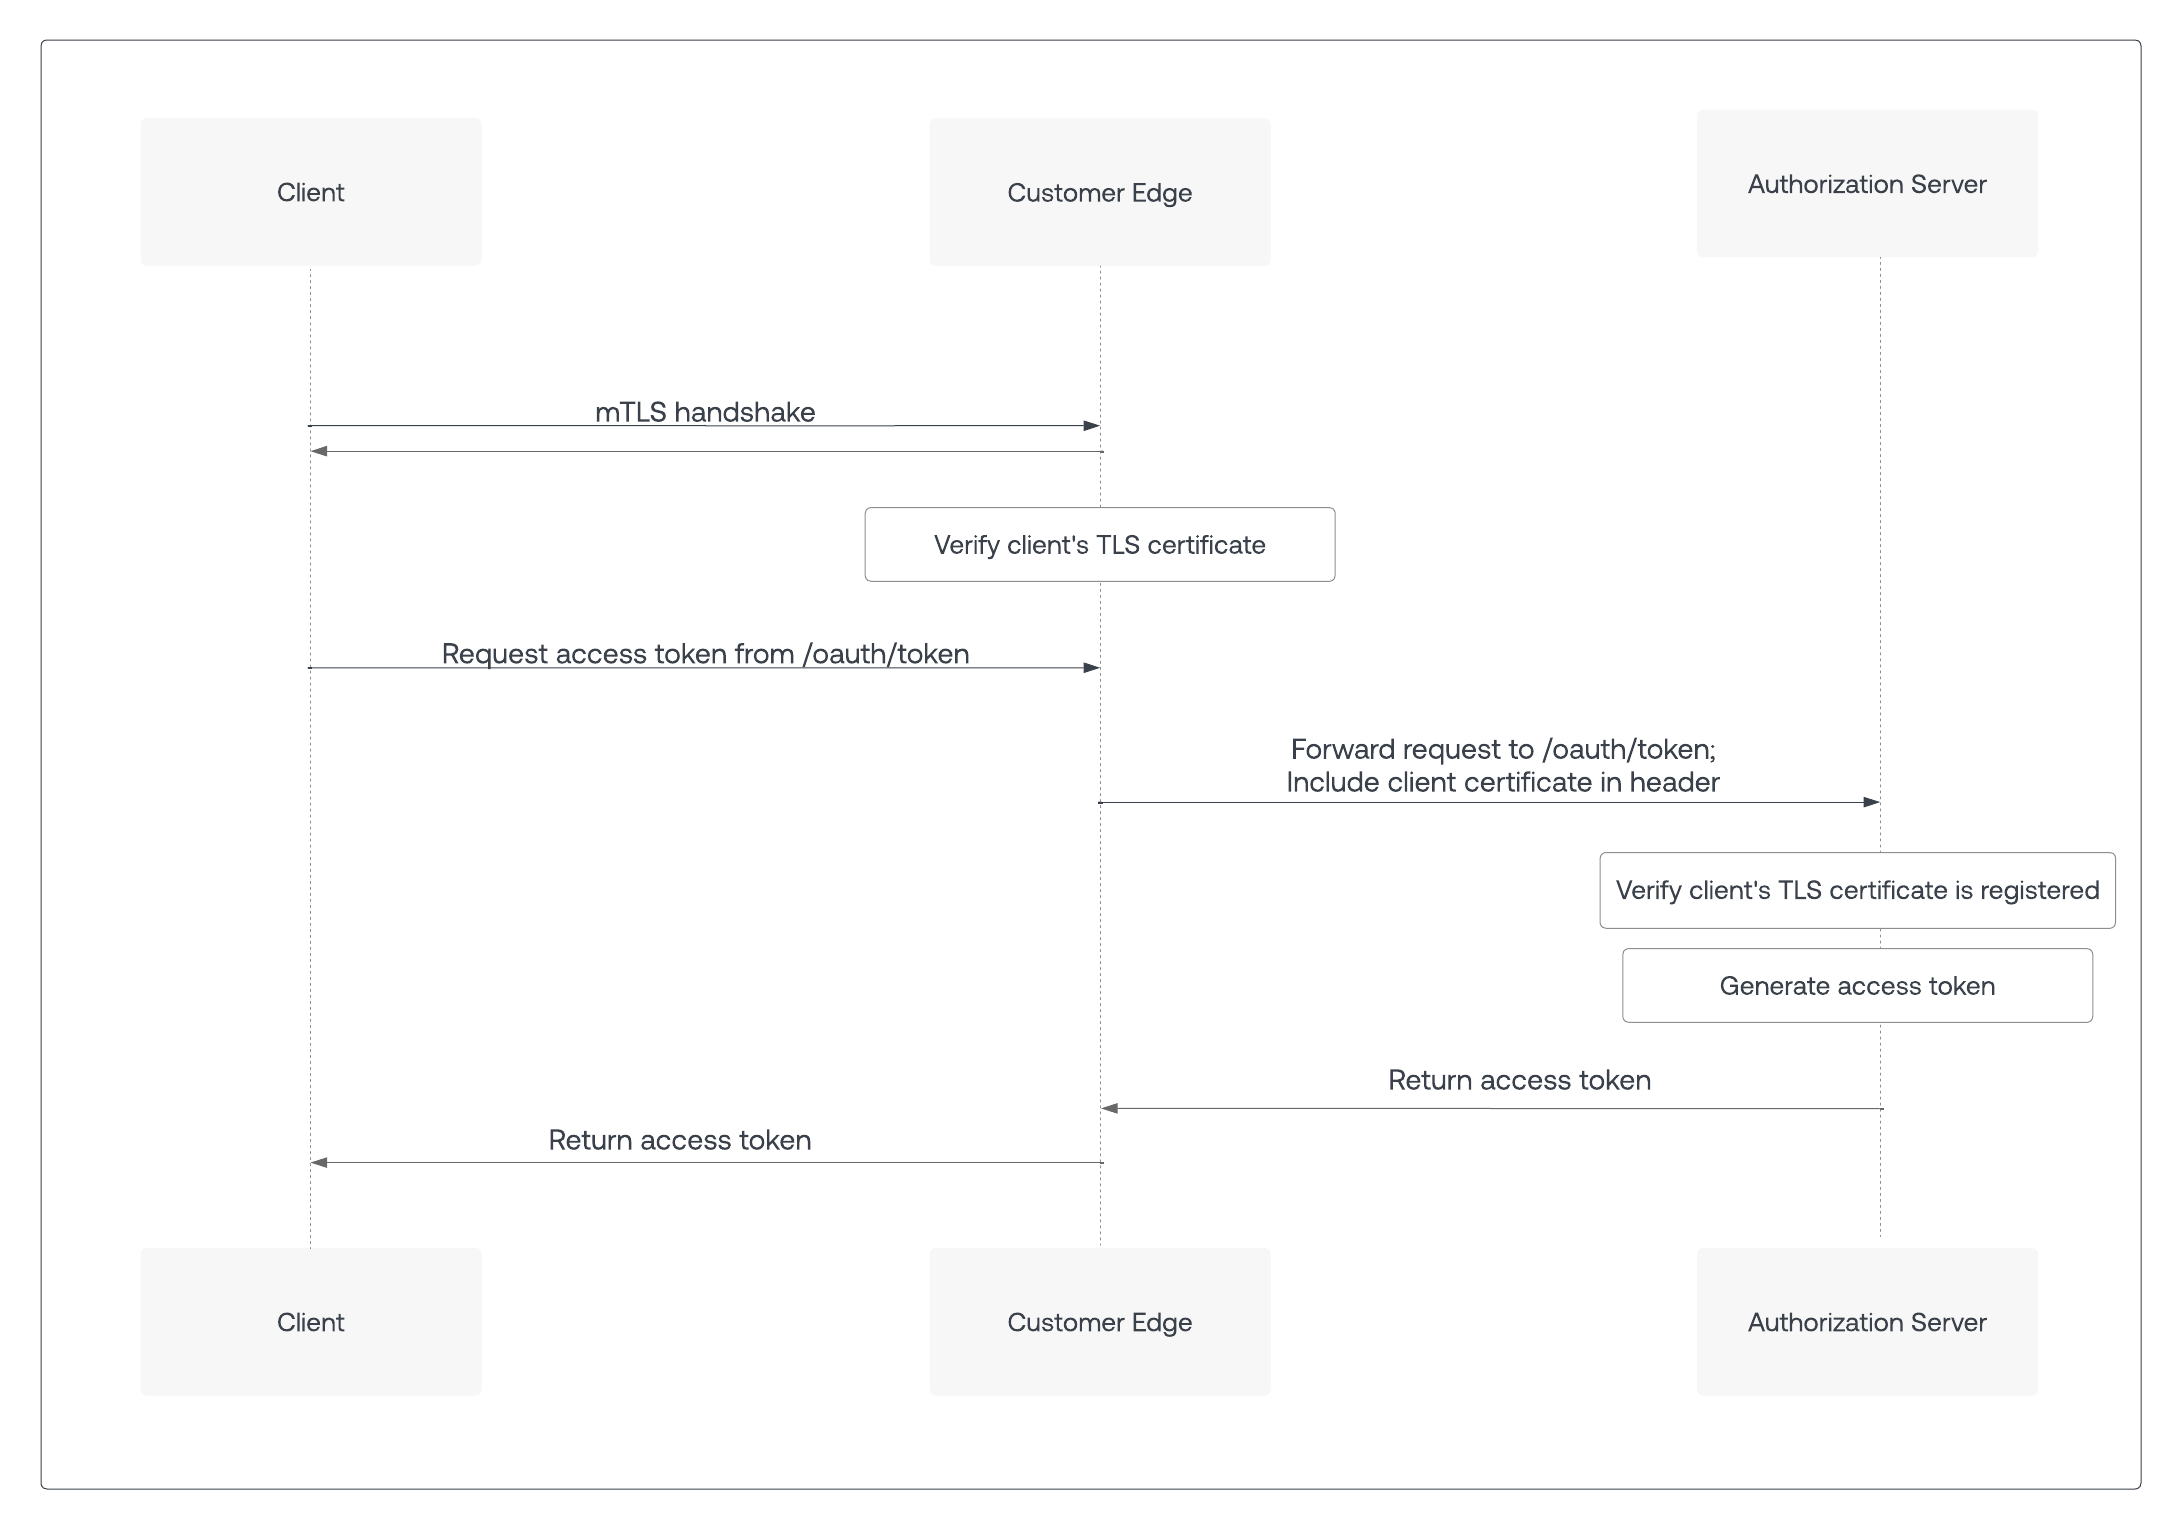 Client
Customer Edge
Authorization Server
mTLS handshake
Verify client's TLS certificate
Request access token from /oauth/token
Forward request to /oauth/token;
Include client certificate in header
Verify client's TLS certificate is registered
Generate access token
Return access token
Return access token
Client
Customer Edge
Authorization Server